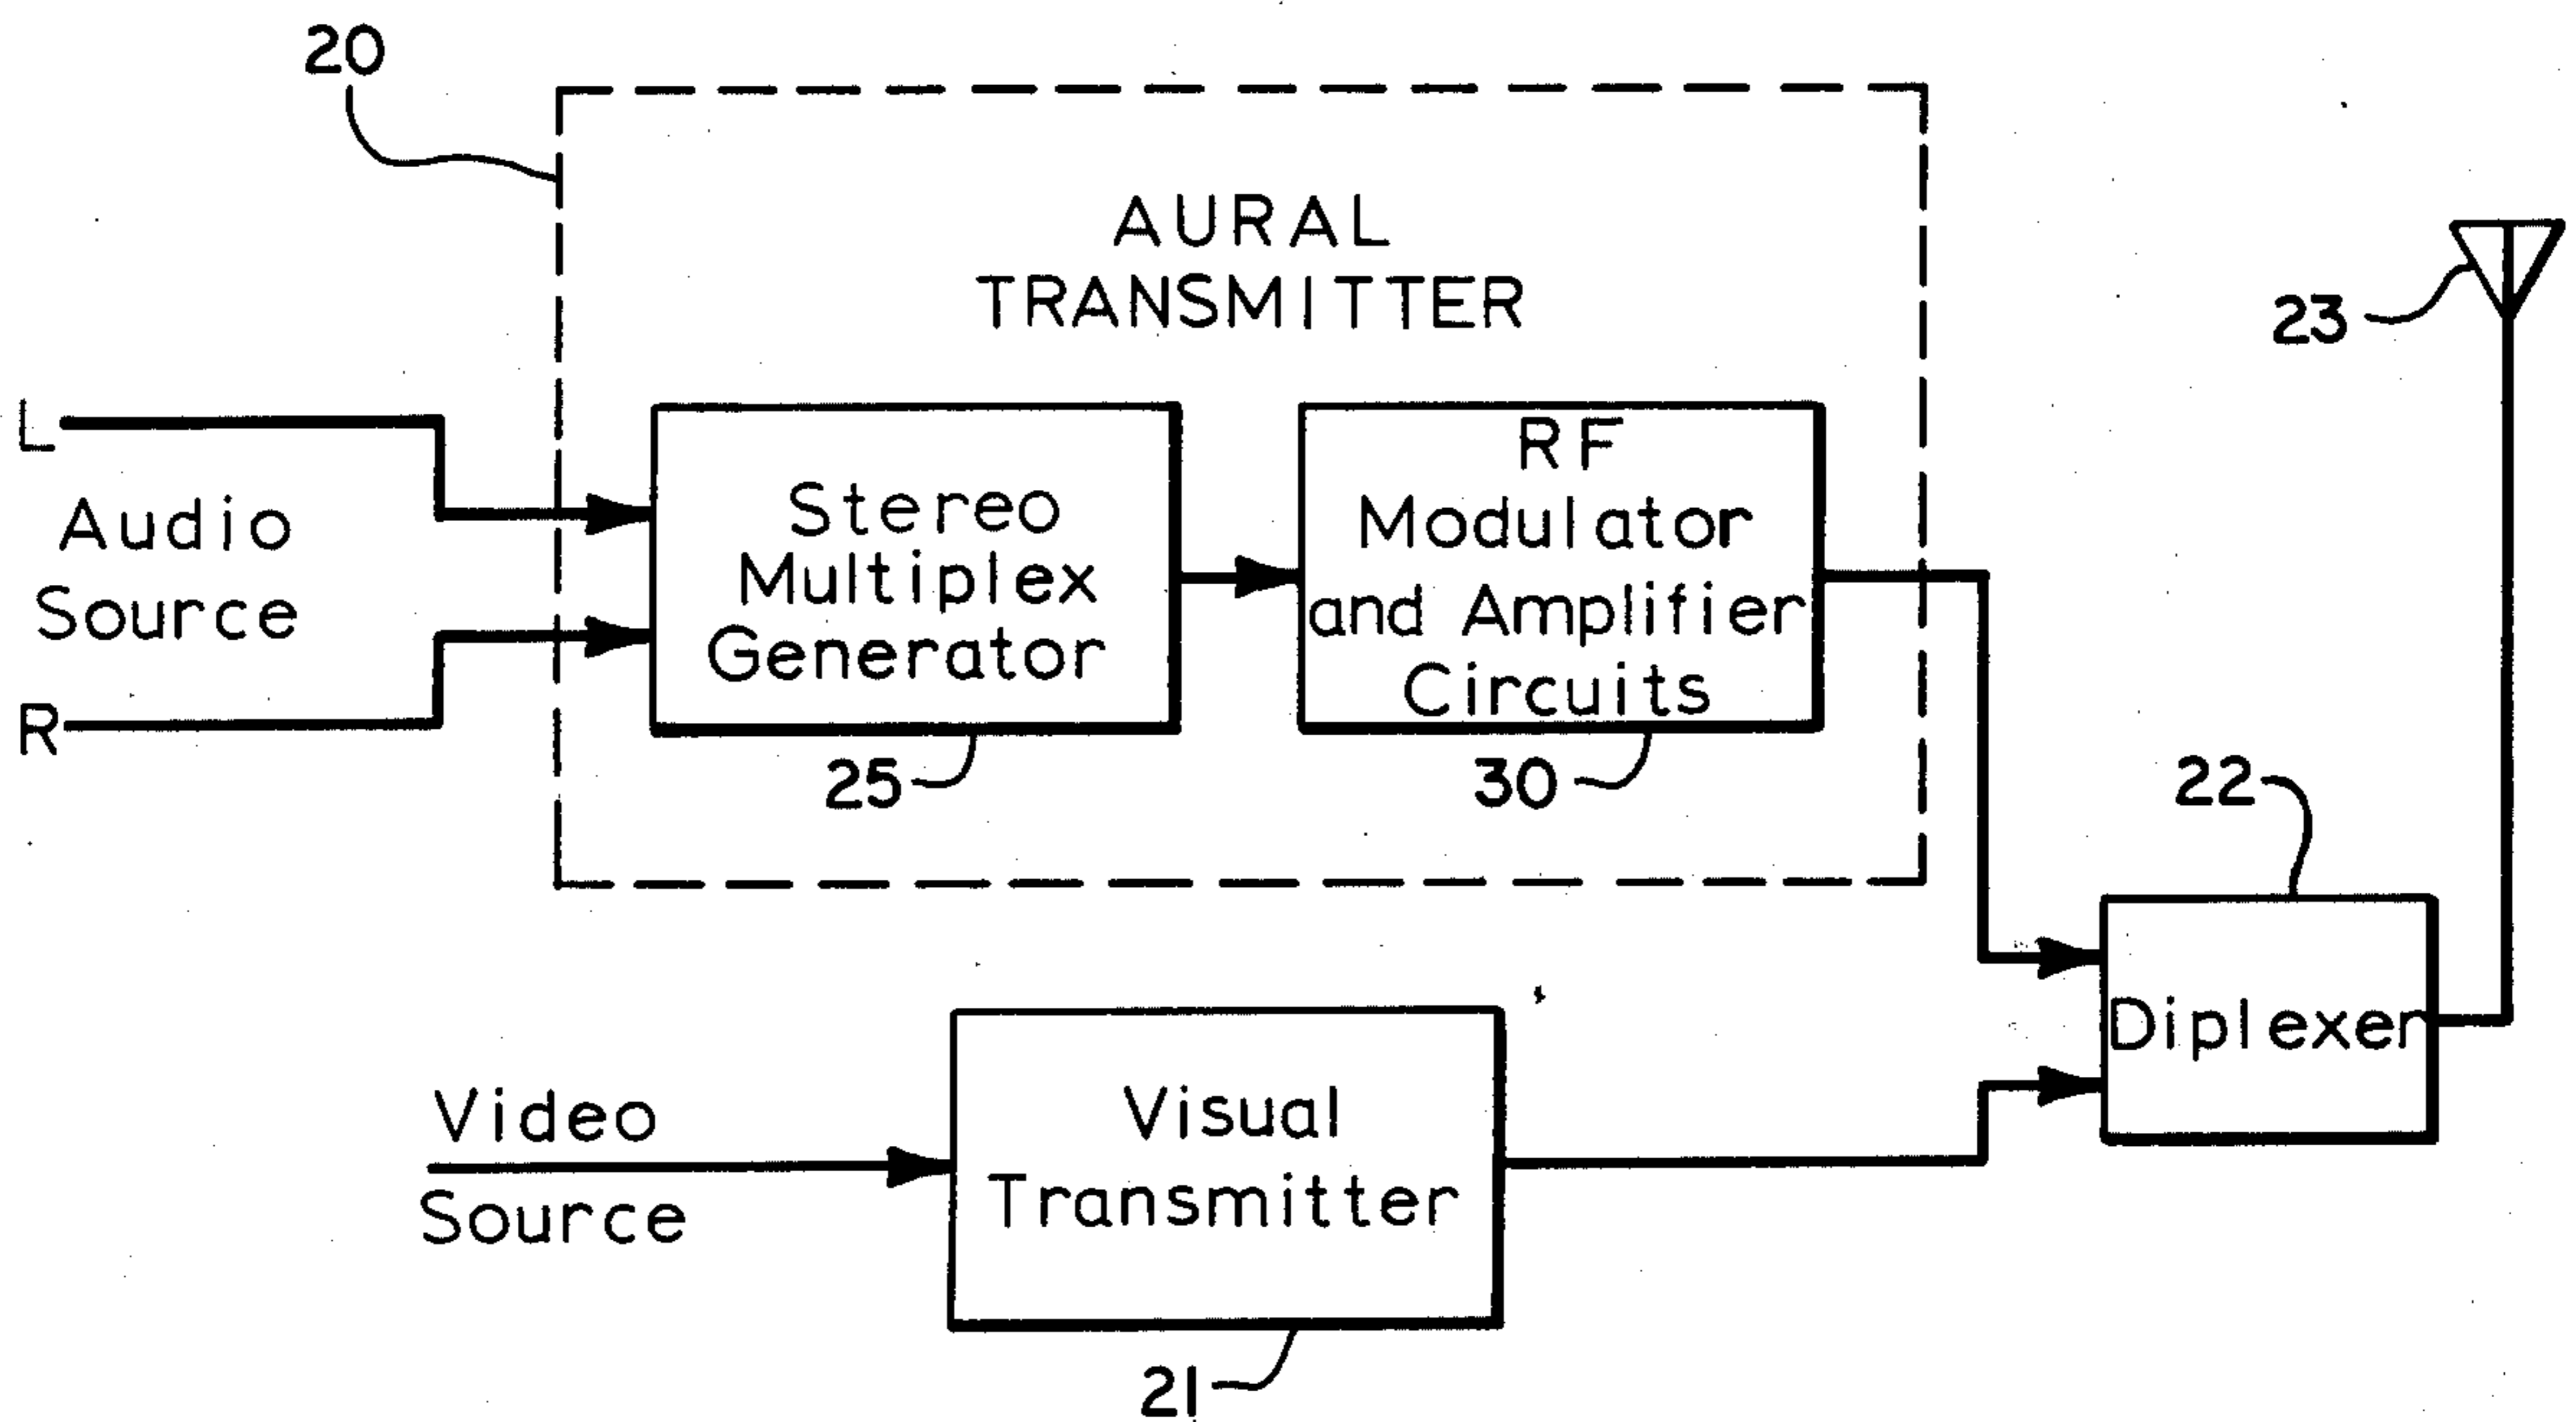 20
AURAL
TRANSMITTER
23
L
Audio
Source
R
Stereo
Multiplex
Generator
25
RF
Modulator
and Amplifier
Circuits
30
22
Diplexer
Video
Source
Visual
Transmitter
21